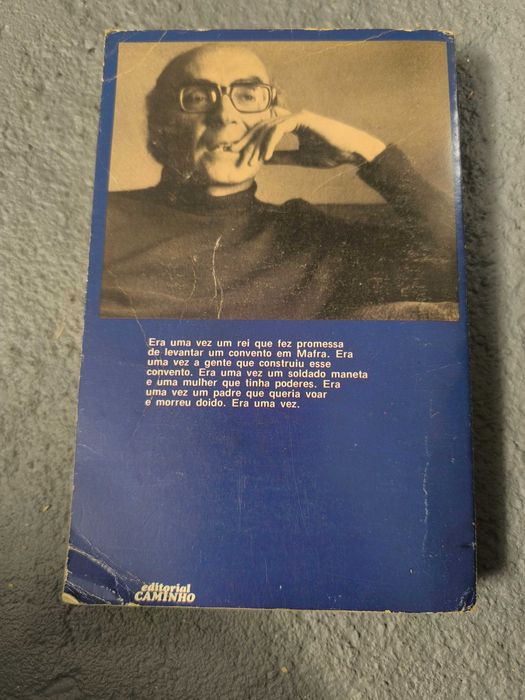 Era uma vez um rei que fez promessa
de levantar um convento em Mafra. Era
uma vez a gente que construiu esse
convento. Era uma vez um soldado maneta
e uma mulher que tinha poderes. Era
uma vez um padre que queria voar
e morreu doido. Era uma vez.
editorial
CAMINHO